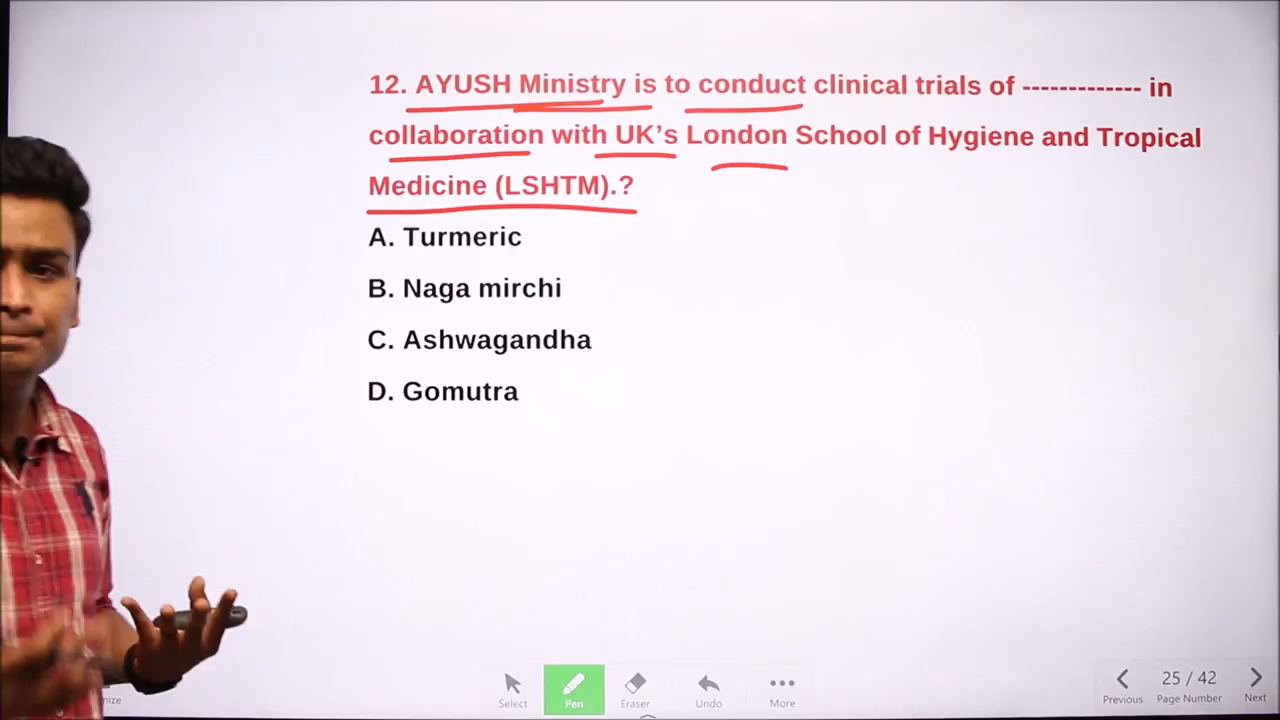 12. AYUSH Ministry is to conduct clinical trials of ------------- in
collaboration with UK’s London School of Hygiene and Tropical
Medicine (LSHTM).?
A. Turmeric
B. Naga mirchi
C. Ashwagandha
D. Gomutra
Select
Pen
Eraser
Undo
More
Previous
25 / 42
Page Number
Next